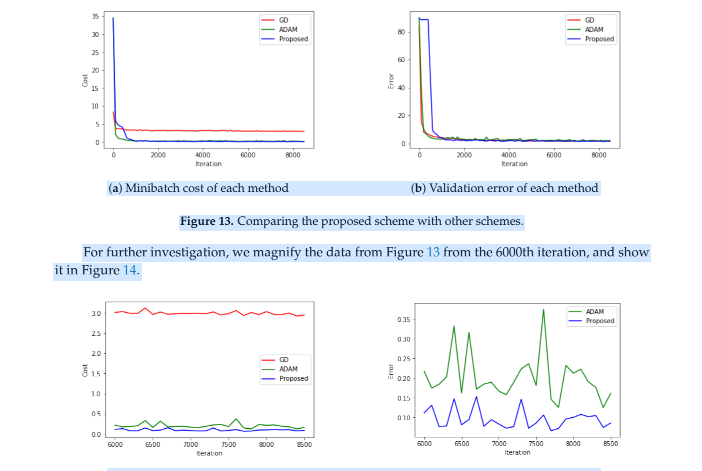 35
30
25
20
15
10
5
0
Cost
GD
ADAM
Proposed
0 2000 4000 6000 8000
Iteration
80
60
40
20
0
Error
GD
ADAM
Proposed
0 2000 4000 6000 8000
Iteration
(a) Minibatch cost of each method
(b) Validation error of each method
Figure 13. Comparing the proposed scheme with other schemes.
For further investigation, we magnify the data from Figure 13 from the 6000th iteration, and show
it in Figure 14.
3.0
2.5
2.0
1.5
1.0
0.5
0.0
Cost
GD
ADAM
Proposed
6000 6500 7000 7500 8000 8500
Iteration
0.35
0.30
0.25
0.20
0.15
0.10
Error
ADAM
Proposed
6000 6500 7000 7500 8000 8500
Iteration